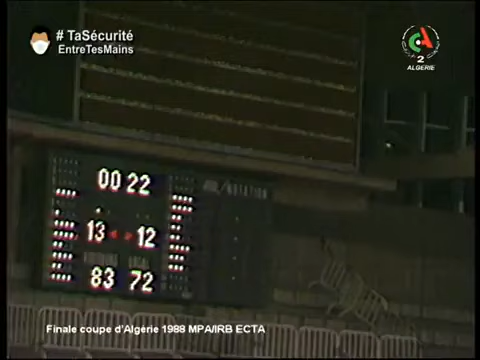 # TaSécurité
EntreTesMains
2
ALGERIE
00 22
13 12
83 72
Finale coupe d'Algérie 1988 MPA/IRB ECTA